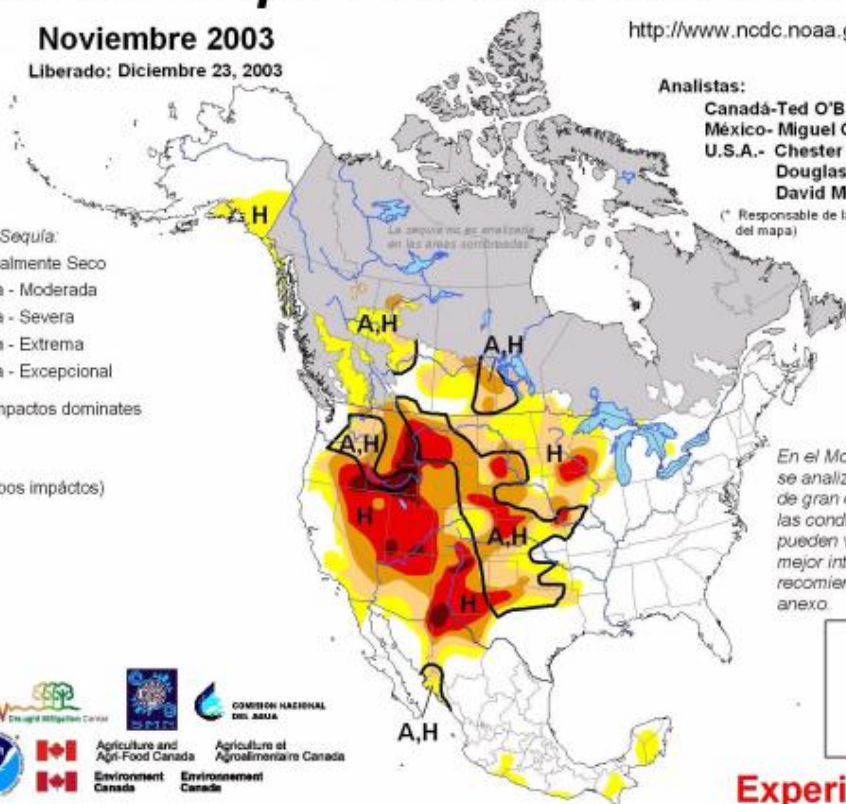 Noviembre 2003
Liberado: Diciembre 23, 2003
http://www.ncdc.noaa.g
Analistas:
Canadá-Ted O'B
México- Miguel
U.S.A.- Chester
Douglas
David M
(* Responsable de la
del mapa)
Sequía:
almente Seco
a - Moderada
a - Severa
a - Extrema
a - Excepcional
mpactos dominates
bos impáctos)
La sequía no es analizada
en las áreas sombreadas
H
A,H
A,H
A,H
H
H
A,H
H
A,H
En el Mo
se analiz
de gran e
las condi
pueden v
mejor int
recomien
anexo.
Drought Mitigation Center
SMN
COMISION NACIONAL
DEL AGUA
Agriculture and
Agri-Food Canada
Agriculture et
Agroalimentaire Canada
Environment
Canada
Environnement
Canada
Experi